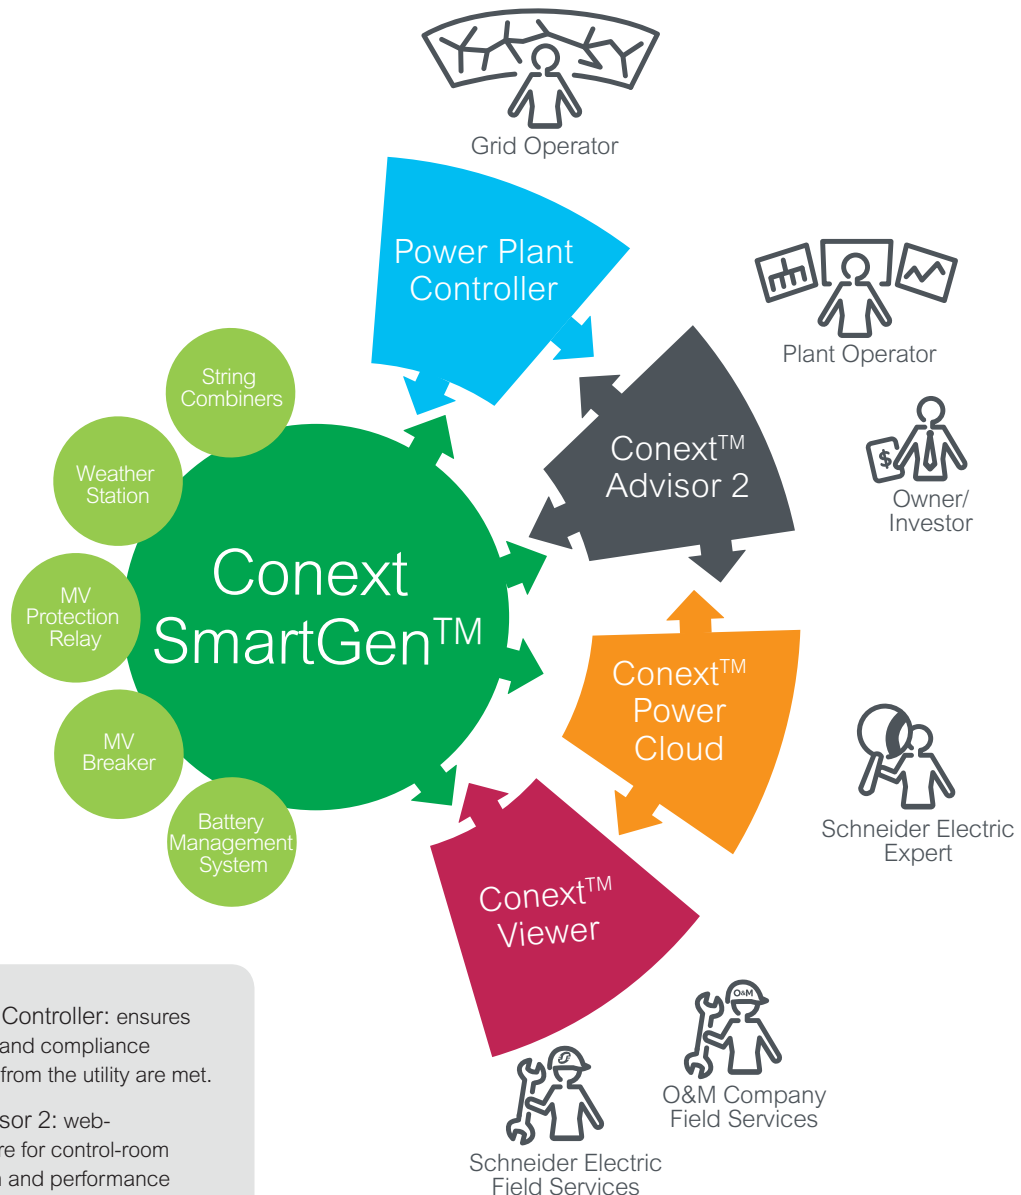 Grid Operator
Power Plant
Controller
Plant Operator
String
Combiners
Conext™
Advisor 2
Weather
Station
$
Owner/
Investor
Conext
SmartGen™
MV
Protection
Relay
Conext™
Power
Cloud
MV
Breaker
Battery
Management
System
Schneider Electric
Expert
Conext™
Viewer
O&M
O&M Company
Field Services
Schneider Electric
Field Services
Controller: ensures
and compliance
from the utility are met.
sor 2: web-
re for control-room
n and performance